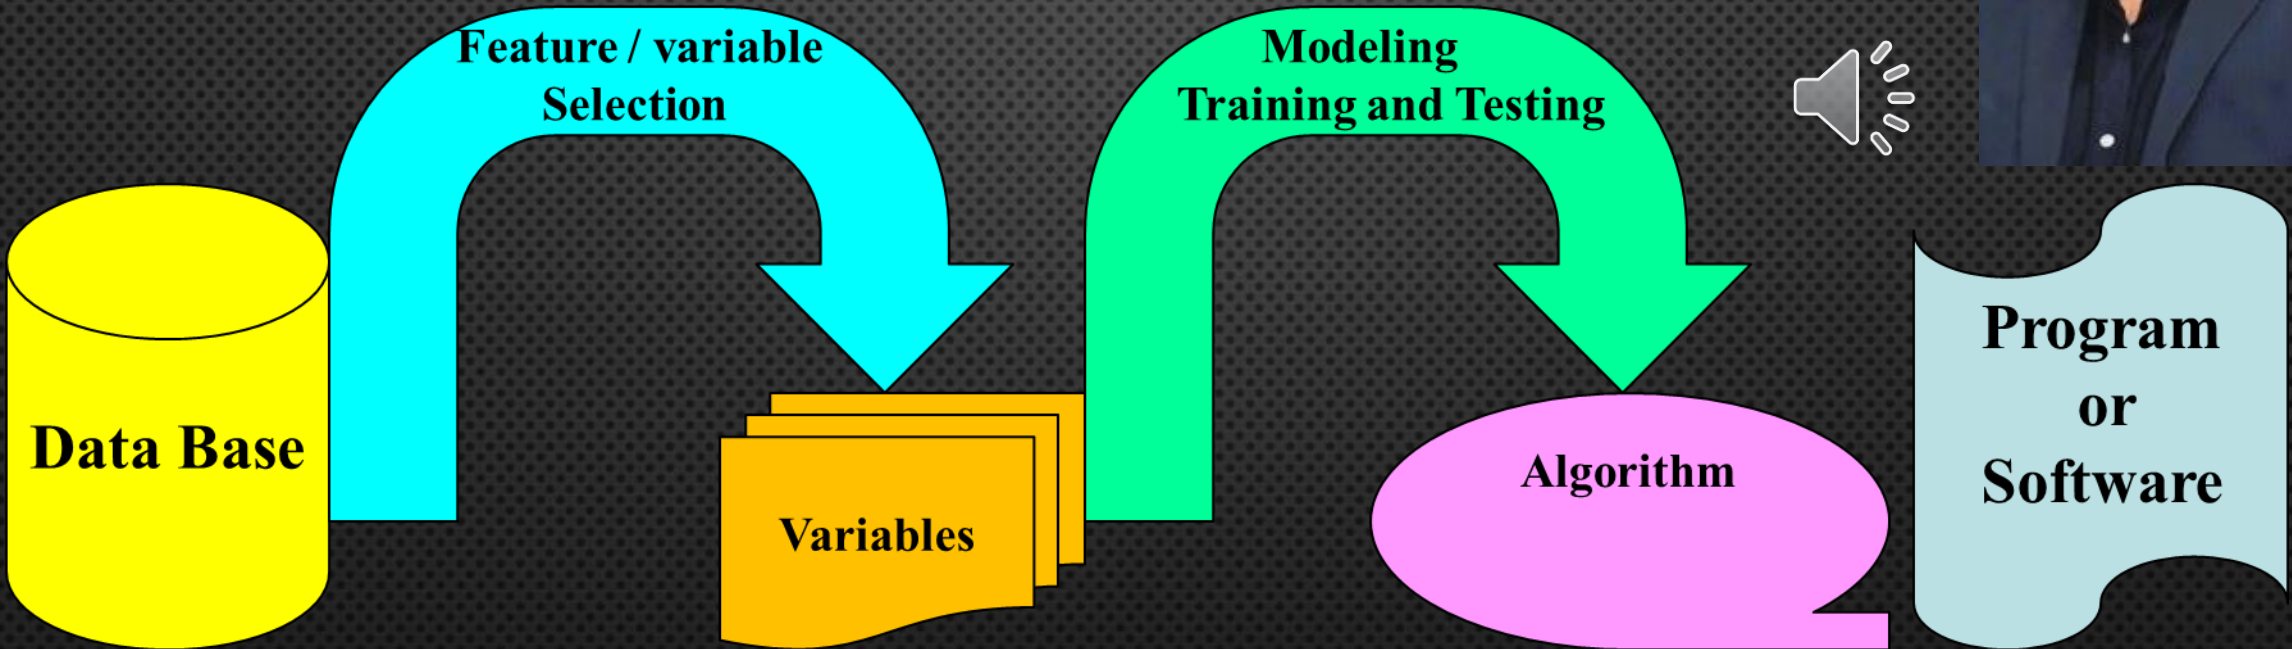 Feature / variable
Selection
Modeling
Training and Testing
Data Base
Variables
Algorithm
Program
or
Software